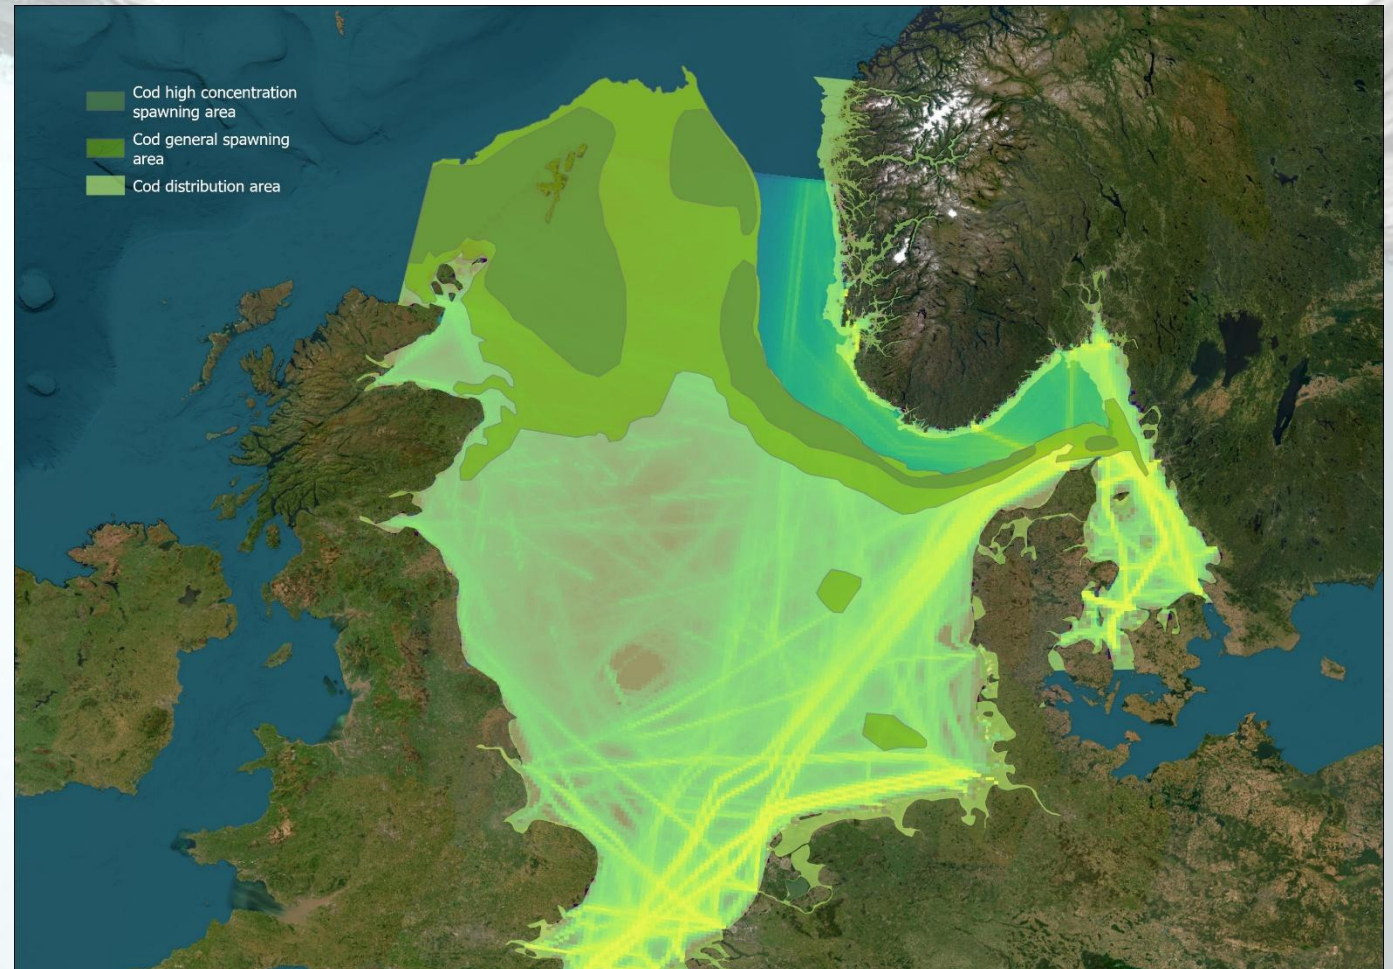 Cod high concentration
spawning area
Cod general spawning
area
Cod distribution area